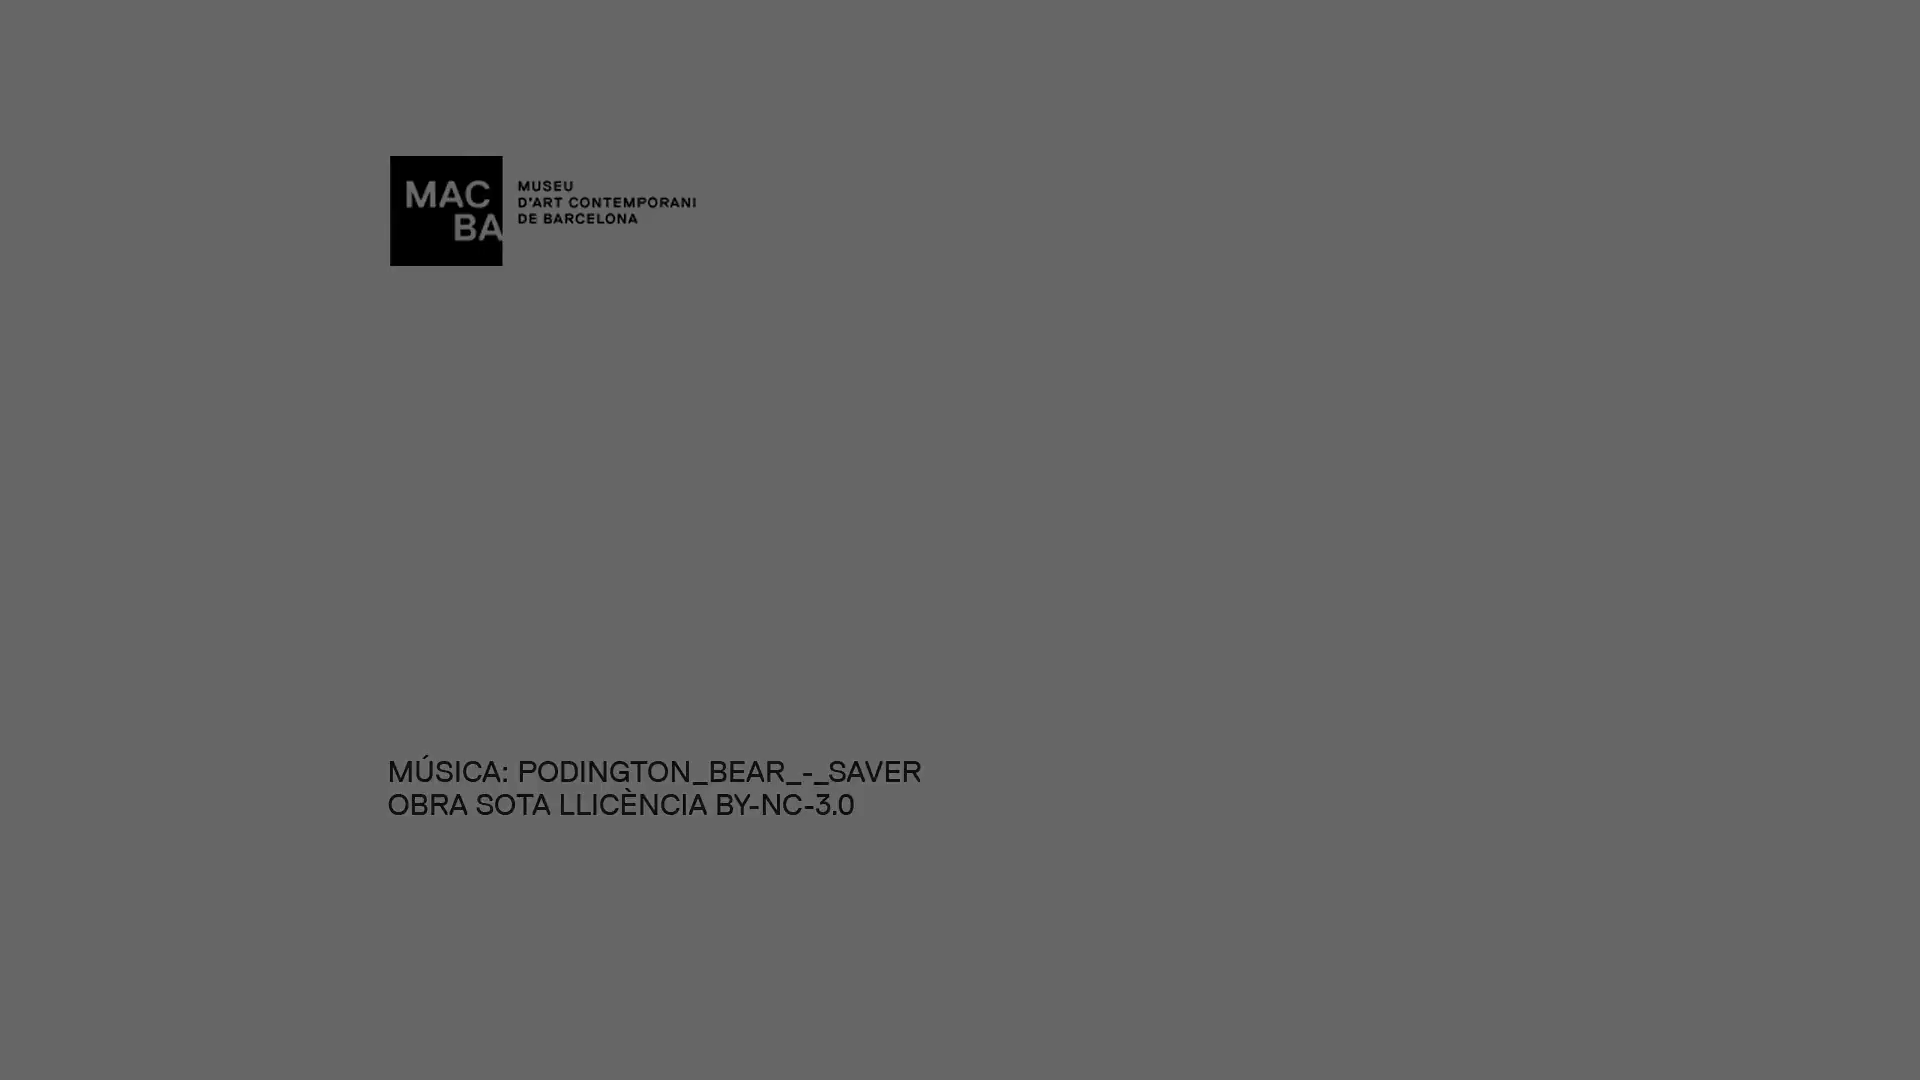 MAC
BA
MUSEU
D'ART CONTEMPORANI
DE BARCELONA
MÚSICA: PODINGTON_BEAR_-_SAVER
OBRA SOTA LLICÈNCIA BY-NC-3.0